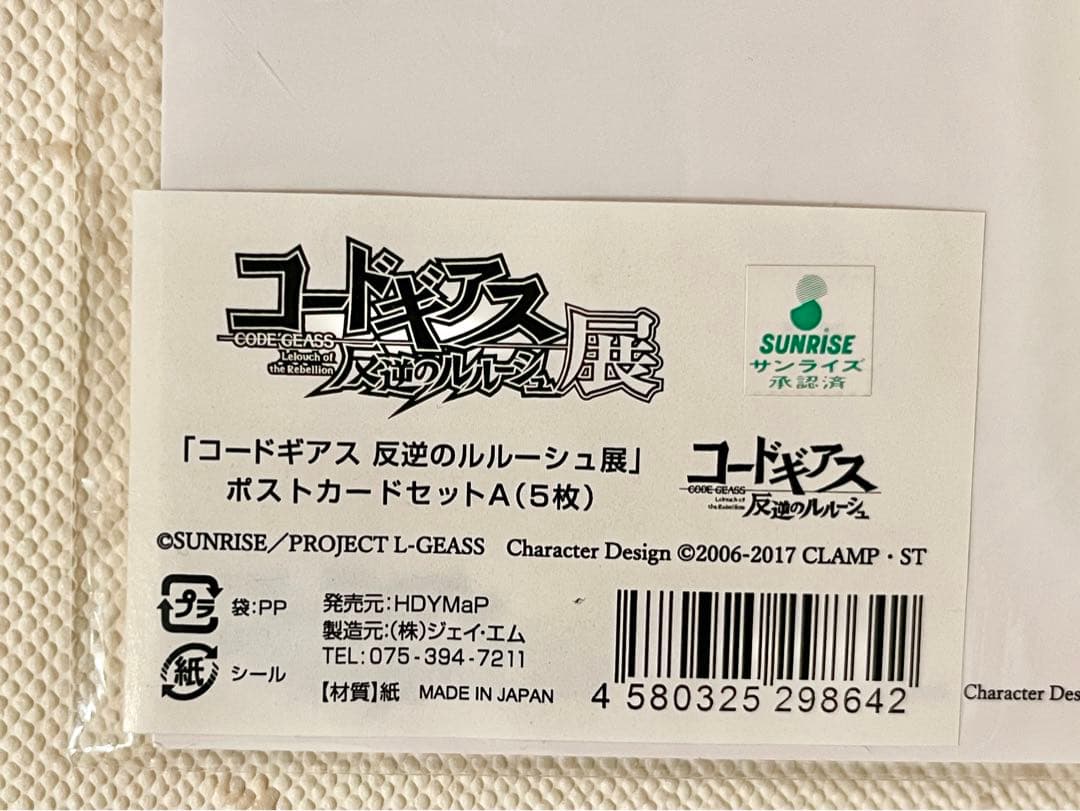 コードギアス
CODE GEASS
Lelouch of
the Rebellion
反逆のルルーシュ展
SUNRISE
サンライズ
承認済
「コードギアス 反逆のルルーシュ展」
ポストカードセットA(5枚)
コードギアス
CODE GEASS
Lelouch of
the Rebellion
反逆のルルーシュ
©SUNRISE/PROJECT L-GEASS Character Design ©2006-2017 CLAMP・ST
プラ 袋:PP
紙 シール
発売元:HDYMaP
製造元:(株)ジェイ・エム
TEL:075-394-7211
【材質】紙 MADE IN JAPAN
4 580325 298642
Character Des